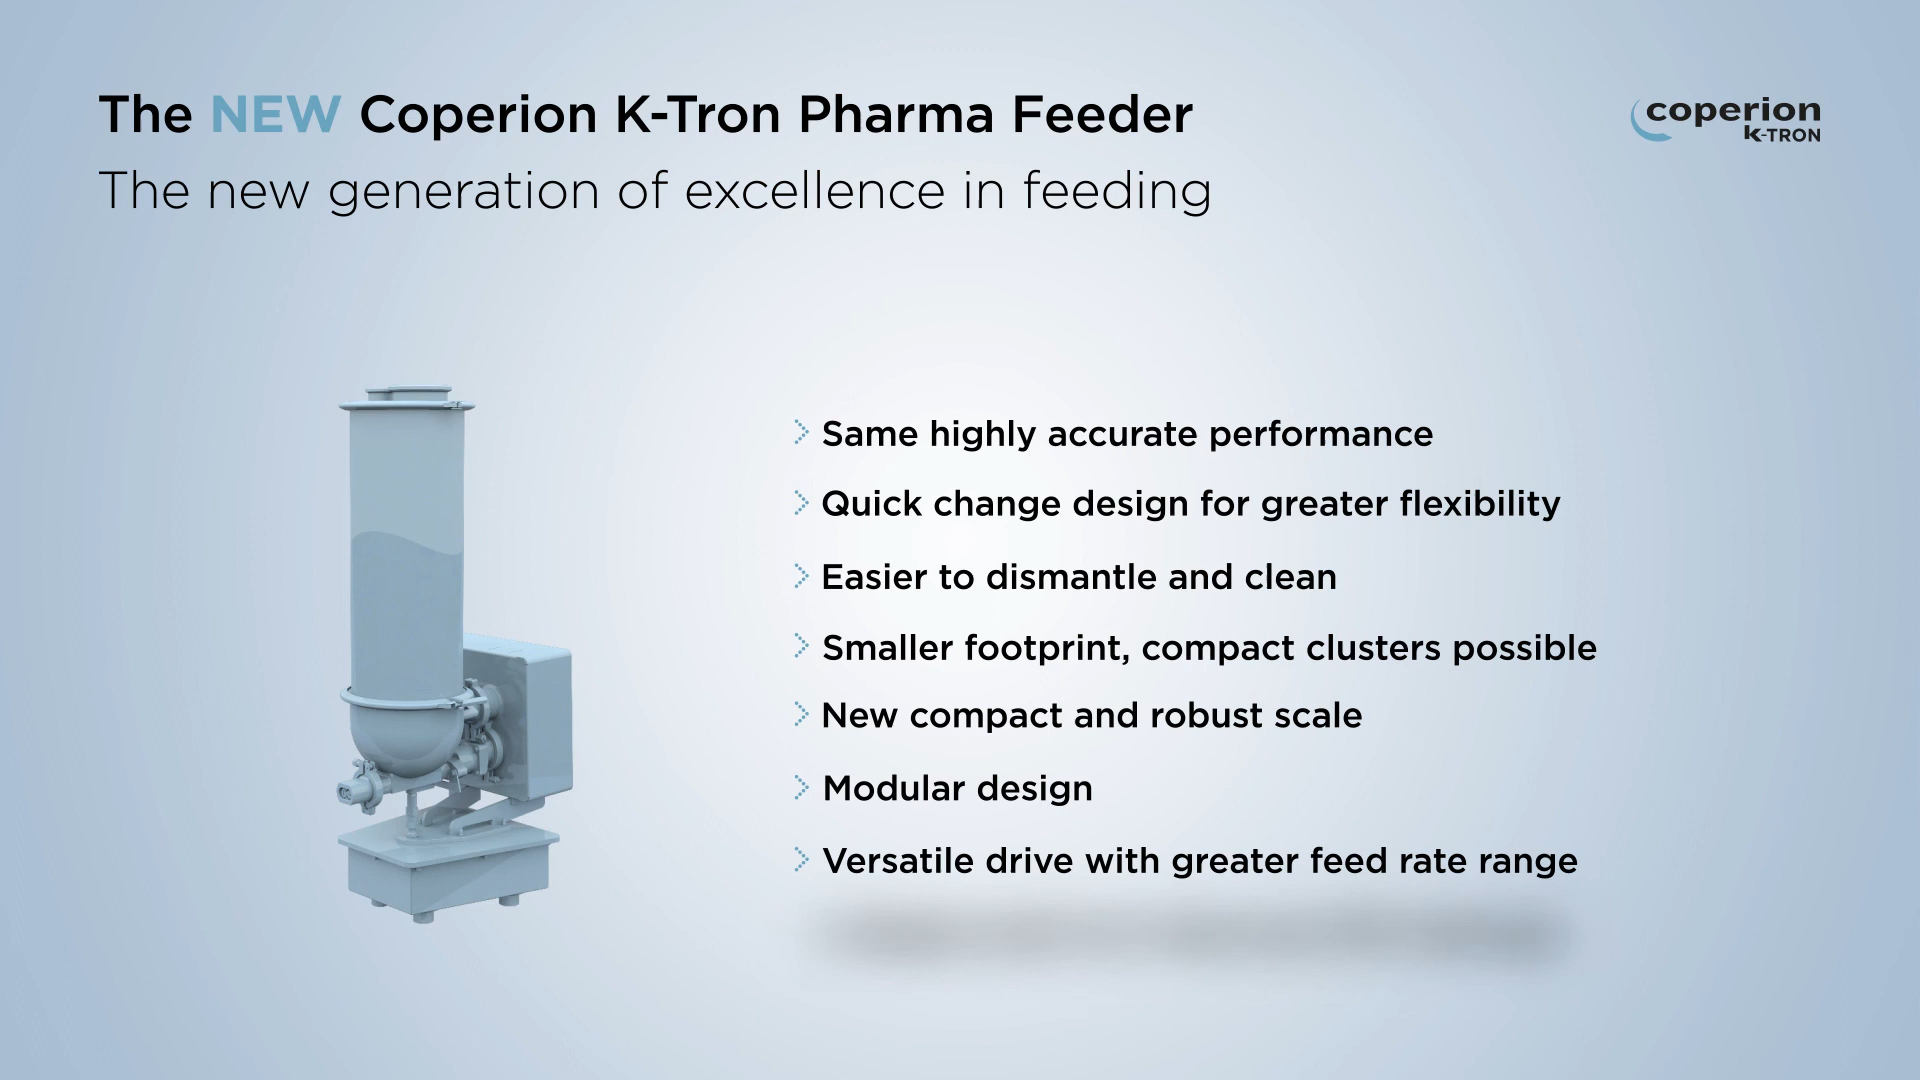 The NEW Coperion K-Tron Pharma Feeder
The new generation of excellence in feeding
coperion
K-TRON
Same highly accurate performance
Quick change design for greater flexibility
Easier to dismantle and clean
Smaller footprint, compact clusters possible
New compact and robust scale
Modular design
Versatile drive with greater feed rate range